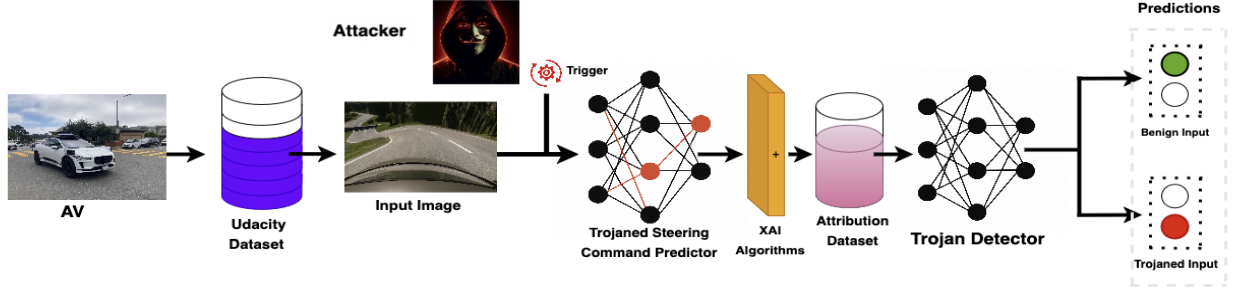 Predictions
Attacker
Trigger
Benign Input
AV
Udacity
Dataset
Input Image
Trojaned Steering
Command Predictor
+
XAI
Algorithms
Attribution
Dataset
Trojan Detector
Trojaned Input